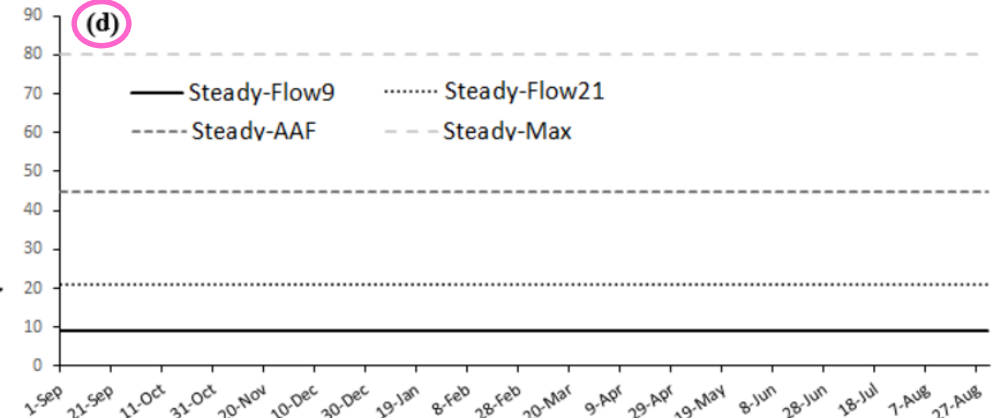 90
(d)
80
70
Steady-Flow9 Steady-Flow21
60
Steady-AAF Steady-Max
50
40
30
20
10
0
1-Sep 21-Sep 11-Oct 31-Oct 20-Nov 10-Dec 30-Dec 19-Jan 8-Feb 28-Feb 20-Mar 9-Apr 29-Apr 19-May 8-Jun 28-Jun 18-Jul 7-Aug 27-Aug